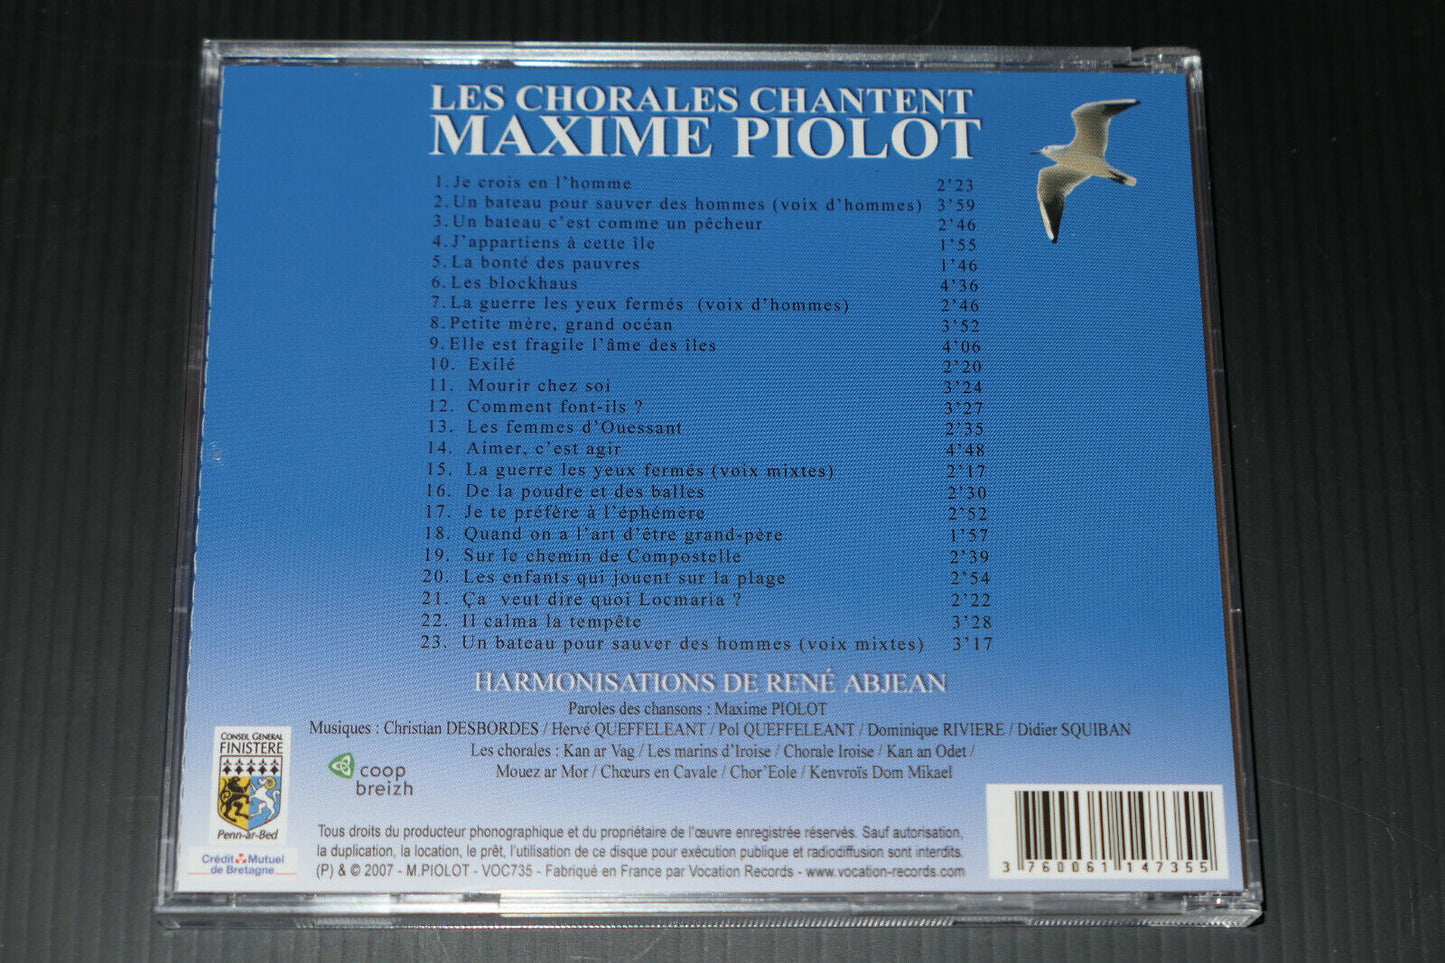 LES CHORALES CHANTENT
MAXIME PIOLOT
1. Je crois en l'homme 2'23
2. Un bateau pour sauver des hommes (voix d'hommes) 3'59
3. Un bateau c'est comme un pêcheur 2'46
4. J'appartiens à cette île 1'55
5. La bonté des pauvres 1'46
6. Les blockhaus 4'36
7. La guerre les yeux fermés (voix d'hommes) 2'46
8. Petite mère, grand océan 3'52
9. Elle est fragile l'âme des îles 4'06
10. Exilé 2'20
11. Mourir chez soi 3'24
12. Comment font-ils ? 3'27
13. Les femmes d'Ouessant 2'35
14. Aimer, c'est agir 4'48
15. La guerre les yeux fermés (voix mixtes) 2'17
16. De la poudre et des balles 2'30
17. Je te préfère à l'éphémère 2'52
18. Quand on a l'art d'être grand-père 1'57
19. Sur le chemin de Compostelle 2'39
20. Les enfants qui jouent sur la plage 2'54
21. Ça veut dire quoi Locmaria ? 2'22
22. Il calma la tempête 3'28
23. Un bateau pour sauver des hommes (voix mixtes) 3'17
HARMONISATIONS DE RENÉ ABJEAN
Paroles des chansons : Maxime PIOLOT
Musiques : Christian DESBORDES / Hervé QUEFFELEANT / Pol QUEFFELEANT / Dominique RIVIERE / Didier SQUIBAN
Les chorales : Kan ar Vag / Les marins d'Iroise / Chorale Iroise / Kan an Odet /
Mouez ar Mor / Chœurs en Cavale / Chor'Eole / Kenvroïs Dom Mikael
CONSEIL GENERAL
FINISTERE
Penn-ar-Bed
coop
breizh
Crédit Mutuel
de Bretagne
Tous droits du producteur phonographique et du propriétaire de l'œuvre enregistrée réservés. Sauf autorisation,
la duplication, la location, le prêt, l'utilisation de ce disque pour exécution publique et radiodiffusion sont interdits.
(P) & © 2007 - M.PIOLOT - VOC735 - Fabriqué en France par Vocation Records - www.vocation-records.com
3 760061 147355